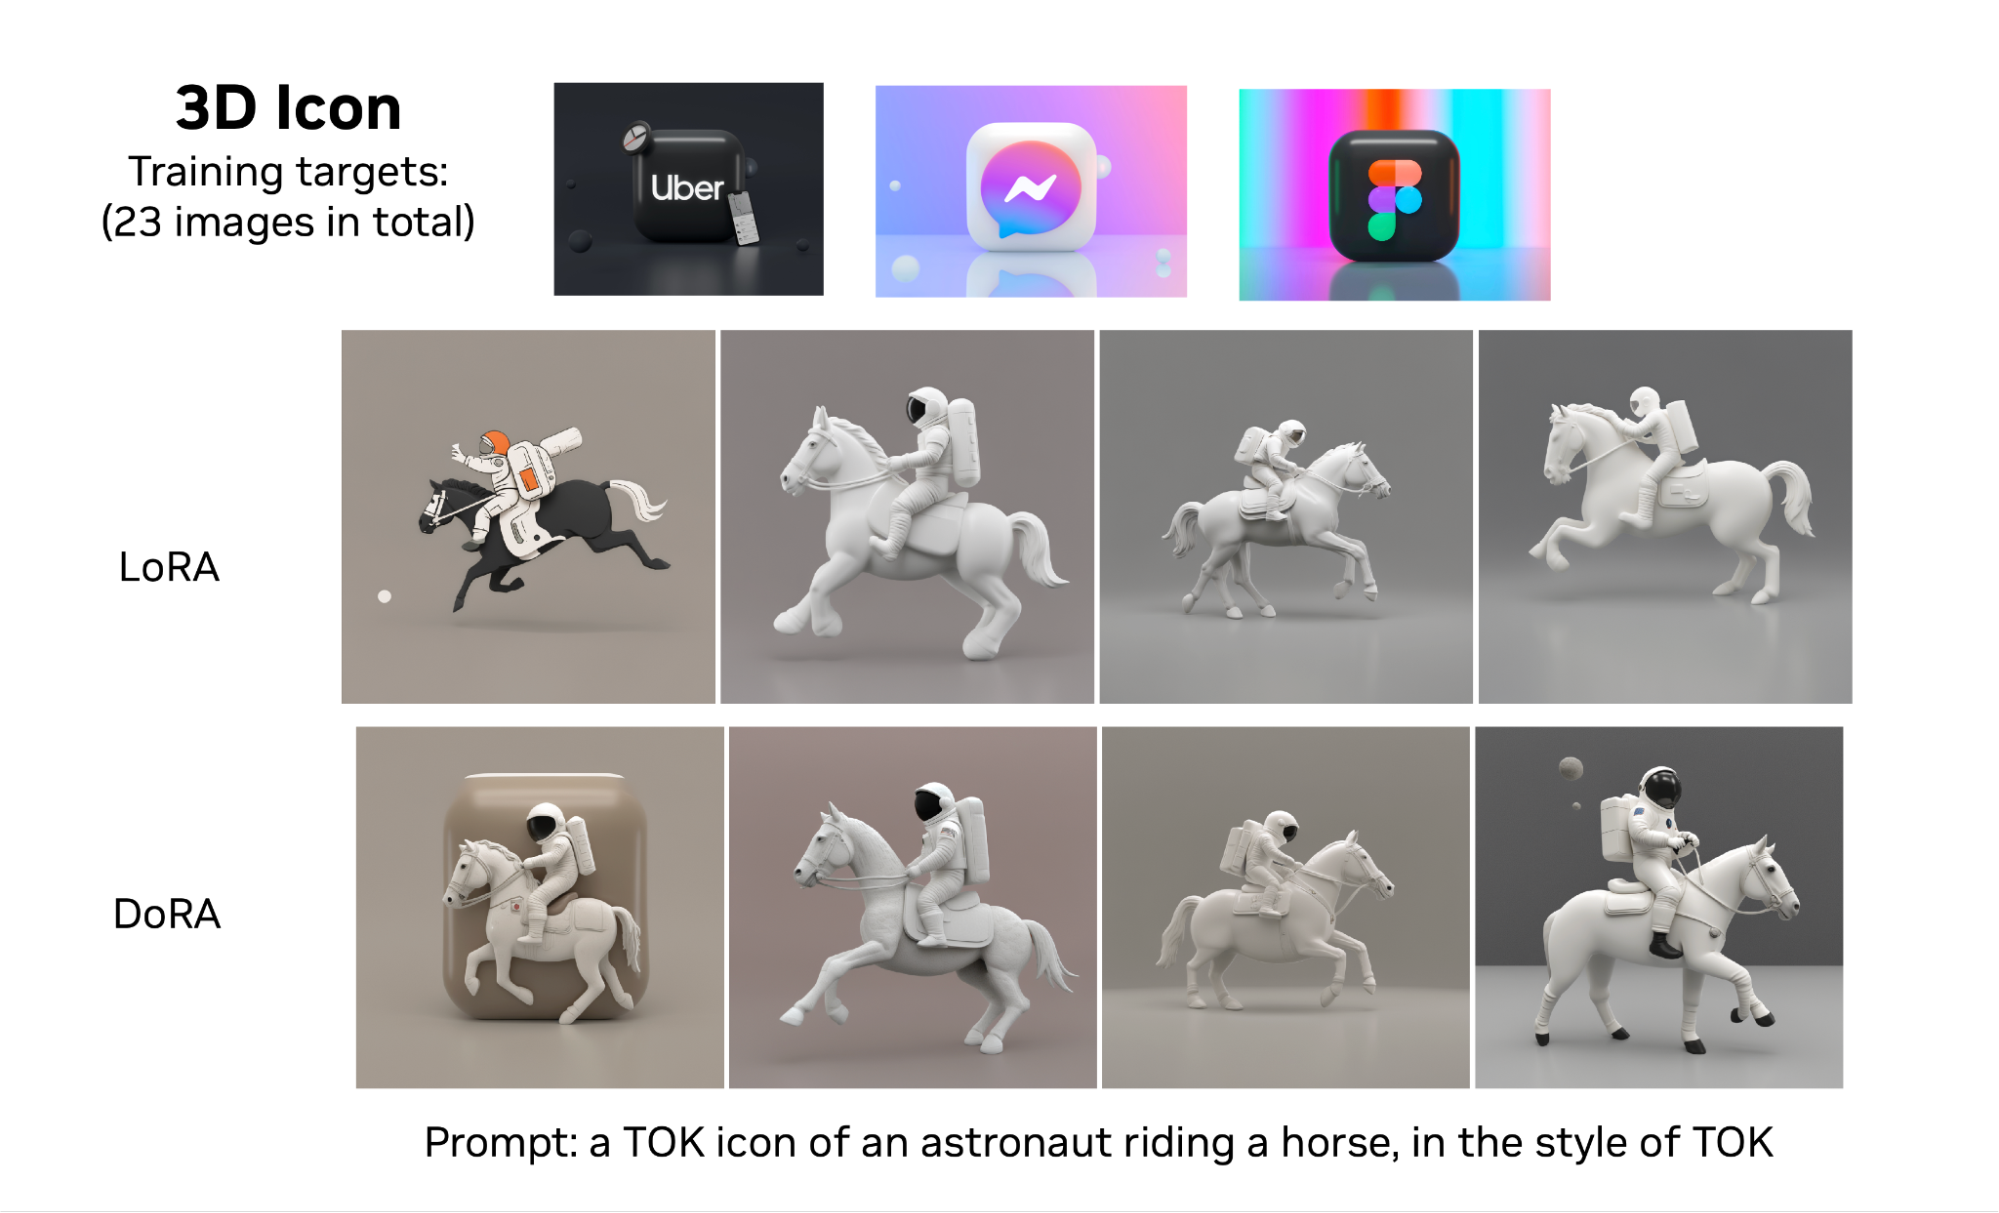 3D Icon
Training targets:
(23 images in total)
Uber
LoRA
DoRA
Prompt: a TOK icon of an astronaut riding a horse, in the style of TOK